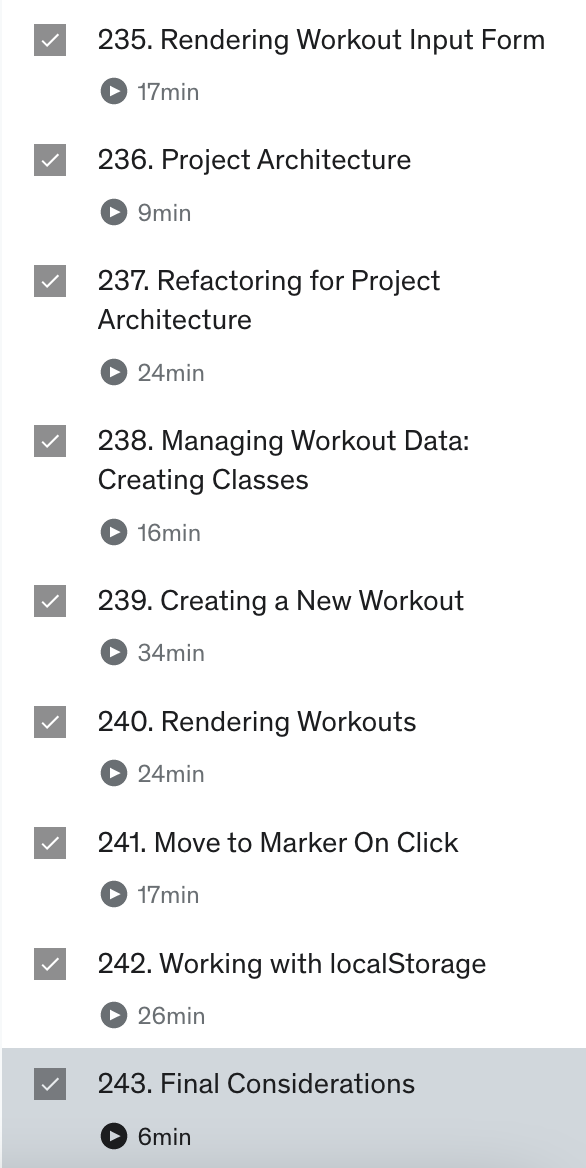 235. Rendering Workout Input Form
17min
236. Project Architecture
9min
237. Refactoring for Project
Architecture
24min
238. Managing Workout Data:
Creating Classes
16min
239. Creating a New Workout
34min
240. Rendering Workouts
24min
241. Move to Marker On Click
17min
242. Working with localStorage
26min
243. Final Considerations
6min